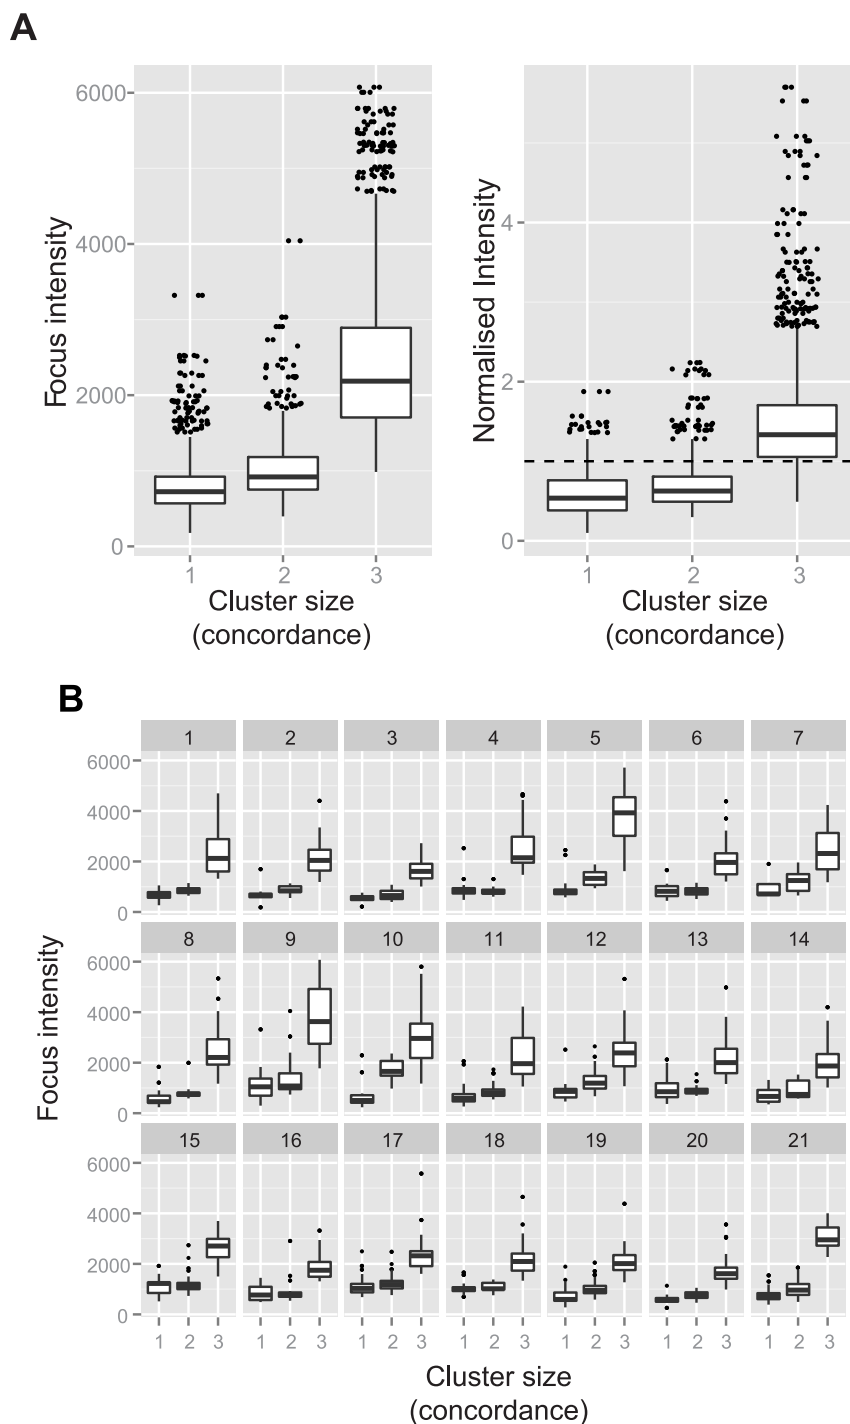 A
6000
4000
2000
0
Focus intensity
1 2 3
Cluster size
(concordance)
4
2
0
Normalised Intensity
1 2 3
Cluster size
(concordance)
B
1 2 3 4 5 6 7
6000
4000
2000
0
8 9 10 11 12 13 14
6000
4000
2000
0
Focus intensity
15 16 17 18 19 20 21
6000
4000
2000
0
1 2 3 1 2 3 1 2 3 1 2 3 1 2 3 1 2 3 1 2 3
Cluster size
(concordance)